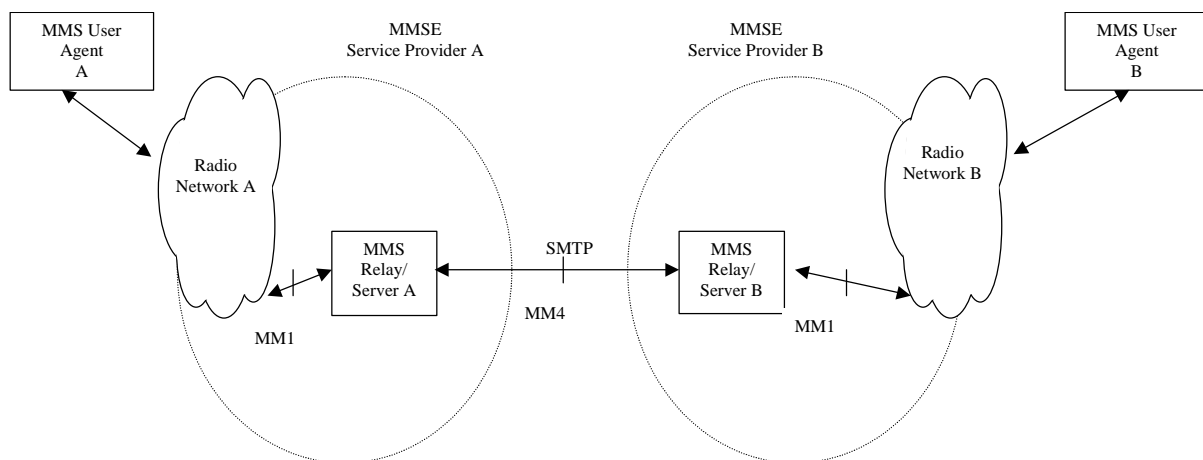 MMS User
Agent
A
MMSE
Service Provider A
MMSE
Service Provider B
MMS User
Agent
B
Radio
Network A
Radio
Network B
MMS
Relay/
Server A
SMTP
MMS
Relay/
Server B
MM1
MM4
MM1